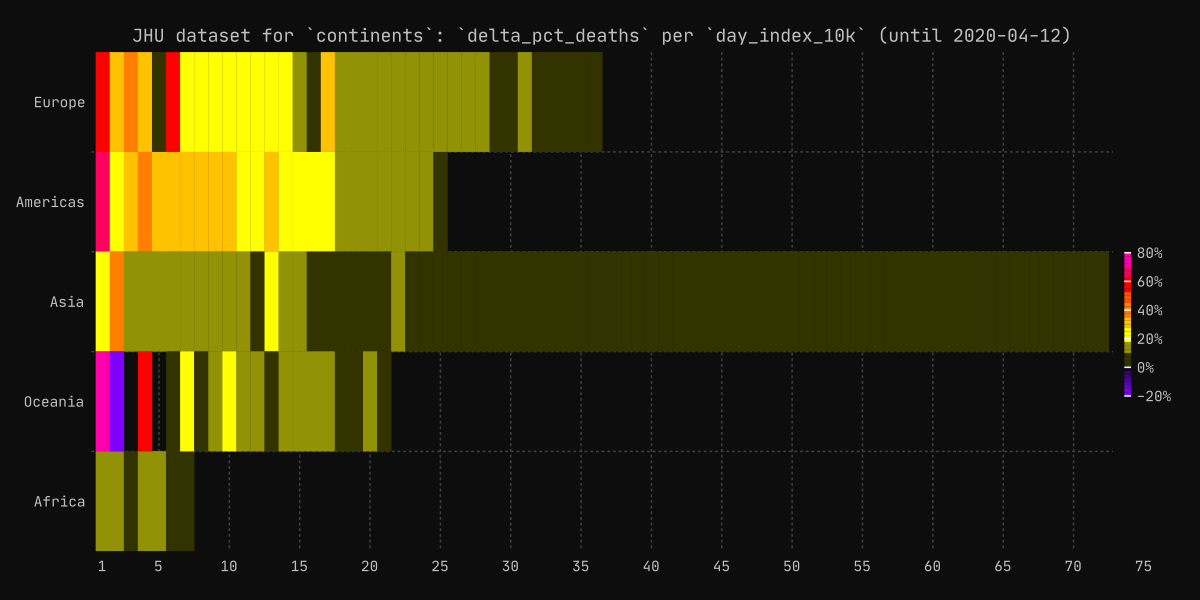 JHU dataset for `continents`: `delta_pct_deaths` per `day_index_10k` (until 2020-04-12)
Europe
Americas
Asia
Oceania
Africa
80%
60%
40%
20%
0%
-20%
1 5 10 15 20 25 30 35 40 45 50 55 60 65 70 75